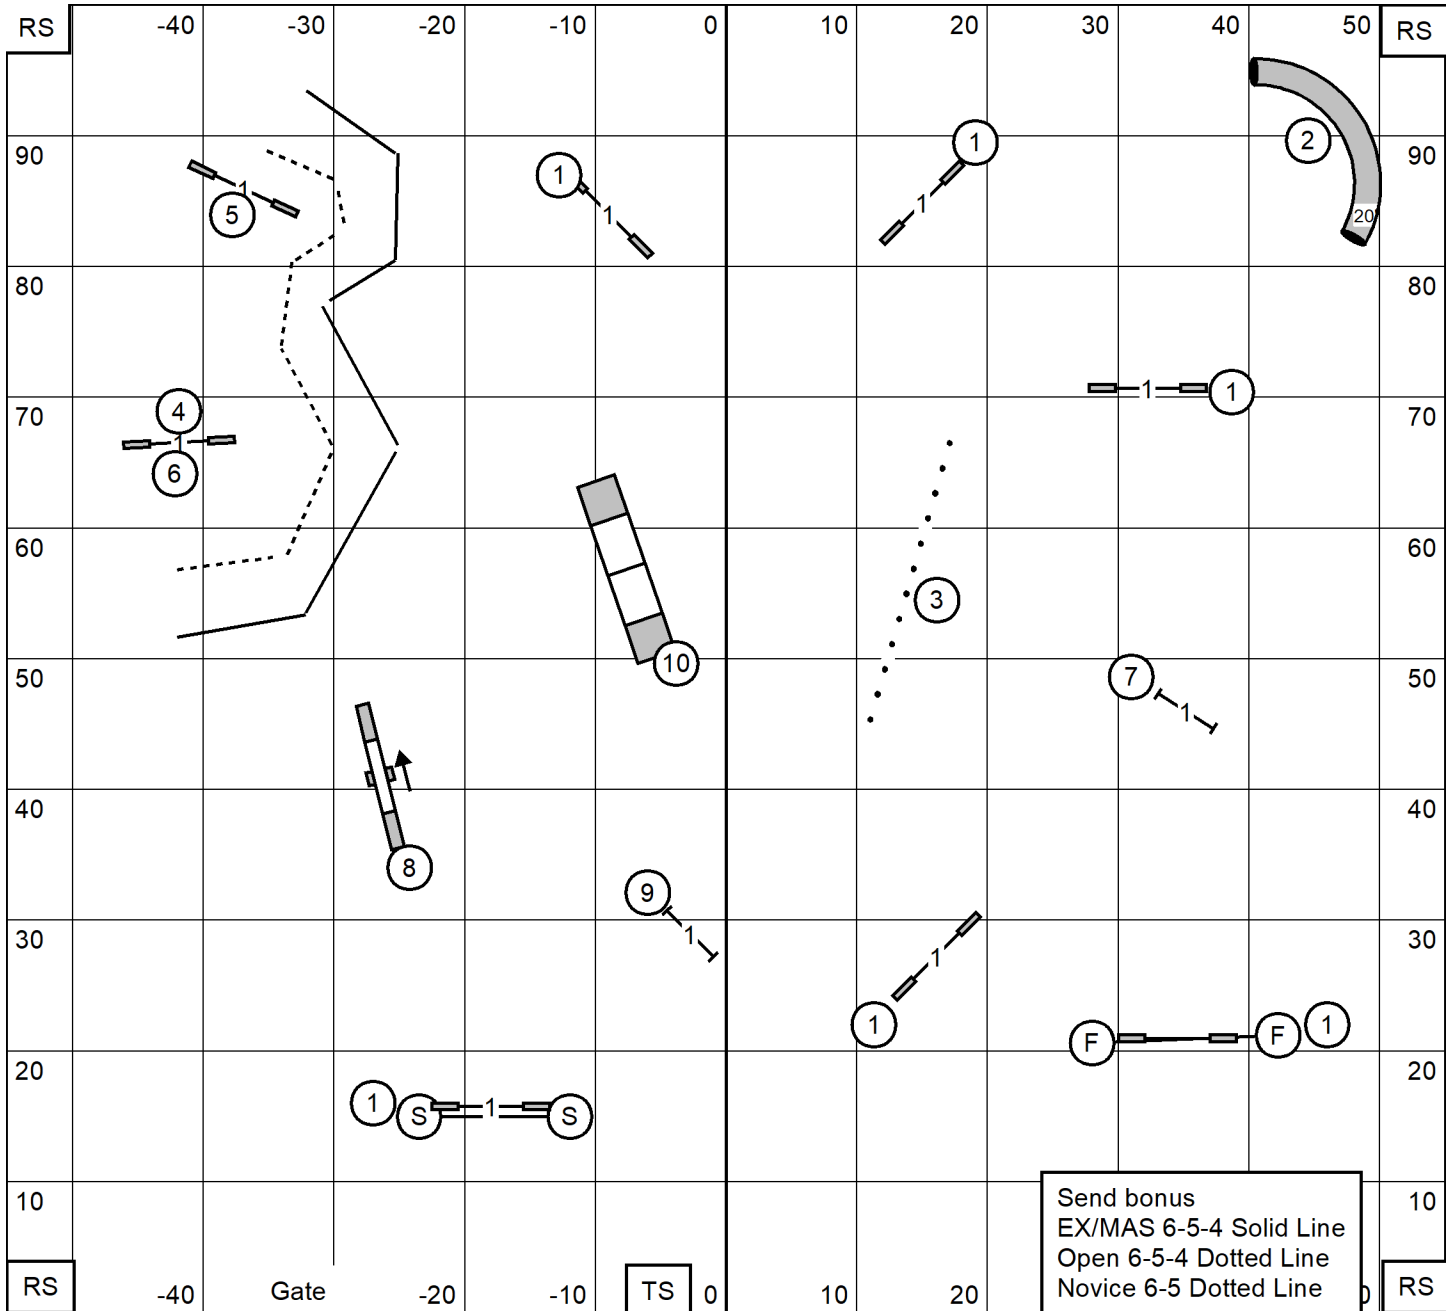 RS -40 -30 -20 -10 0 10 20 30 40 50 RS
90 1 1 2 90
1 1 1
5 20
80 80
4 1 1
70 70
1
6
60 60
3
50 10 7 50
1
40 40
8 9
30 1 1 30
1 F F 1
20 20
1 S 1 S
10 10
Send bonus
EX/MAS 6-5-4 Solid Line
Open 6-5-4 Dotted Line
Novice 6-5 Dotted Line
RS -40 Gate -20 -10 TS 0 10 20 RS